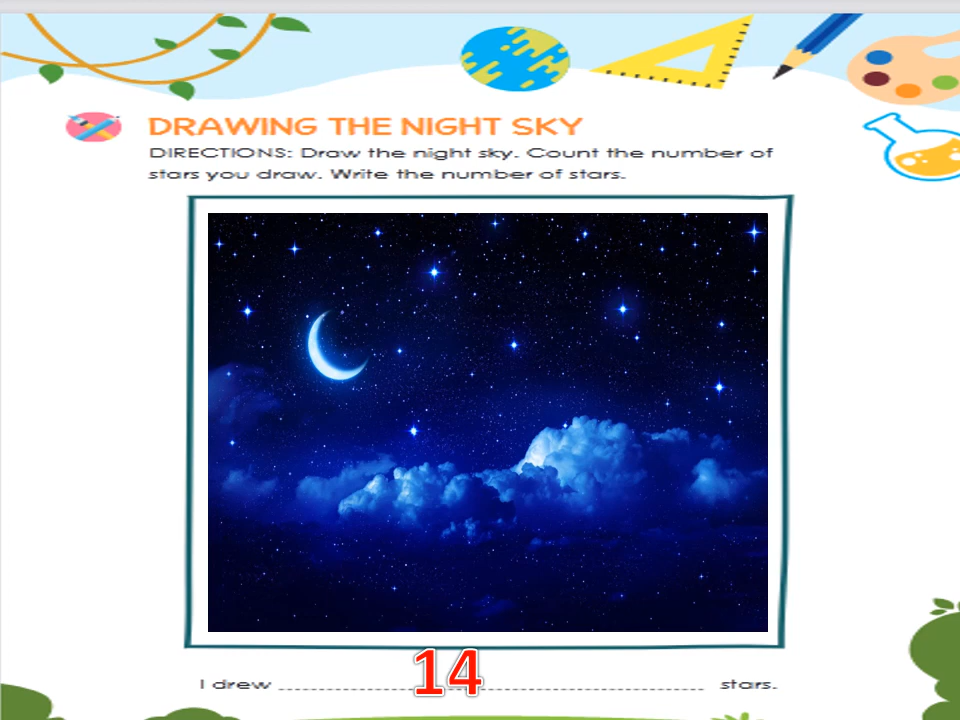 DRAWING THE NIGHT SKY
DIRECTIONS: Draw the night sky. Count the number of
stars you draw. Write the number of stars.
I drew 14 stars.